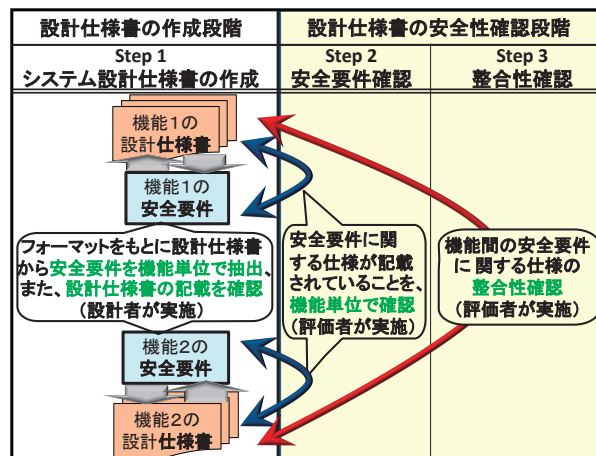 設計仕様書の作成段階
設計仕様書の安全性確認段階
Step 1
システム設計仕様書の作成
Step 2
安全要件確認
Step 3
整合性確認
機能1の
設計仕様書
機能1の
安全要件
フォーマットをもとに設計仕様書
から安全要件を機能単位で抽出、
また、設計仕様書の記載を確認
(設計者が実施)
安全要件に関
する仕様が記載
されていることを、
機能単位で確認
(評価者が実施)
機能間の安全要件
に関する仕様の
整合性確認
(評価者が実施)
機能2の
安全要件
機能2の
設計仕様書